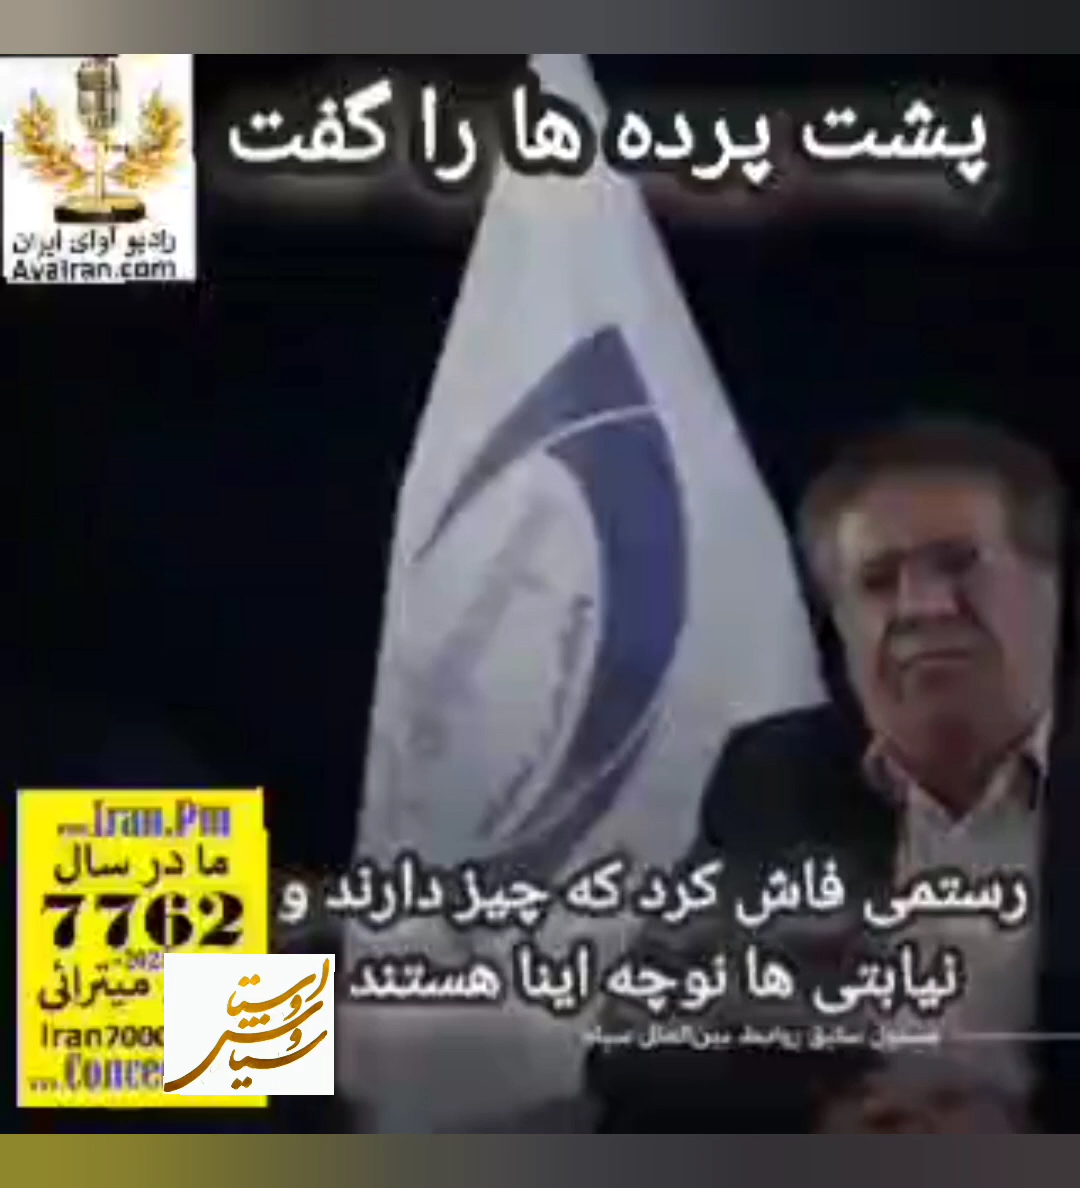 پشت پرده ها را گفت
رادیو آوای ایران
AvaIran.com
رستمی فاش کرد که چیز دارند و
نیابتی ها نوچه اینا هستند
مسئول سابق روابط بین‌الملل سپاه
www.Iran.Pm
ما در سال
7762
میترائی
Iran7000